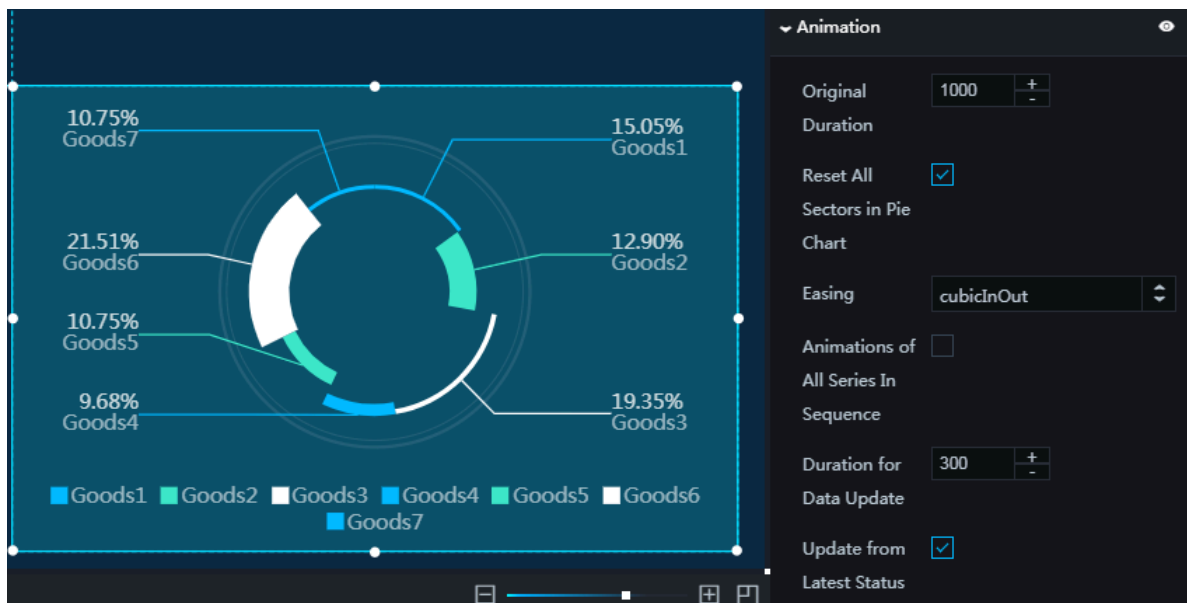 10.75%
Goods7
15.05%
Goods1
21.51%
Goods6
12.90%
Goods2
10.75%
Goods5
9.68%
Goods4
19.35%
Goods3
Goods1 Goods2 Goods3 Goods4 Goods5 Goods6
Goods7
Animation
Original 1000 + -
Duration
Reset All
Sectors in Pie
Chart
Easing cubicInOut
Animations of
All Series In
Sequence
Duration for 300 + -
Data Update
Update from
Latest Status